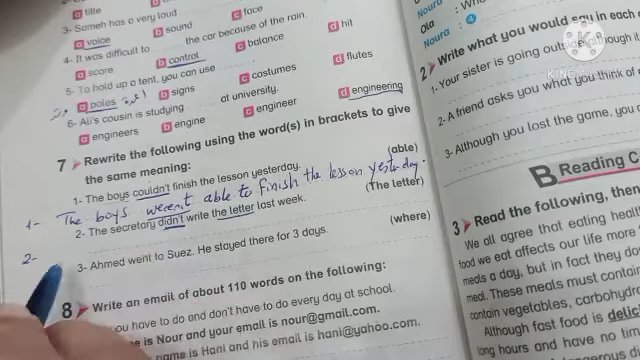 a title
3- Sameh has a very loud
a voice b sound c face
4- It was difficult to the car because of the rain. d hit
a score b control c balance
5- To hold up a tent, you can use d flutes
a poles b signs c costumes
6- Ali's cousin is studying at university. d engineering
a engineers b engine c engineer
7 Rewrite the following using the word(s) in brackets to give
the same meaning:
1- The boys couldn't finish the lesson yesterday. (able)
1- The boys weren't able to finish the lesson yesterday.
2- The secretary didn't write the letter last week. (The letter)
2-
3- Ahmed went to Suez. He stayed there for 3 days. (where)
8 Write an email of about 110 words on the following:
you have to do and don't have to do every day at school.
is Nour and your email is nour@gmail.com.
name is Hani and his email is hani@yahoo.com.
Noura
Ola : 
Noura : 4
2 Write what you would say in each o
1- Your sister is going outside although it
2- A friend asks you what you think of
3- Although you lost the game, you
KINEMASTER
B Reading C
3 Read the following, then
We all agree that eating healt
food we eat affects our life more
meals a day, but in fact they do
meal. These meals must contain
contain vegetables, carbohydra
Although fast food is delic
long hours and have no tim